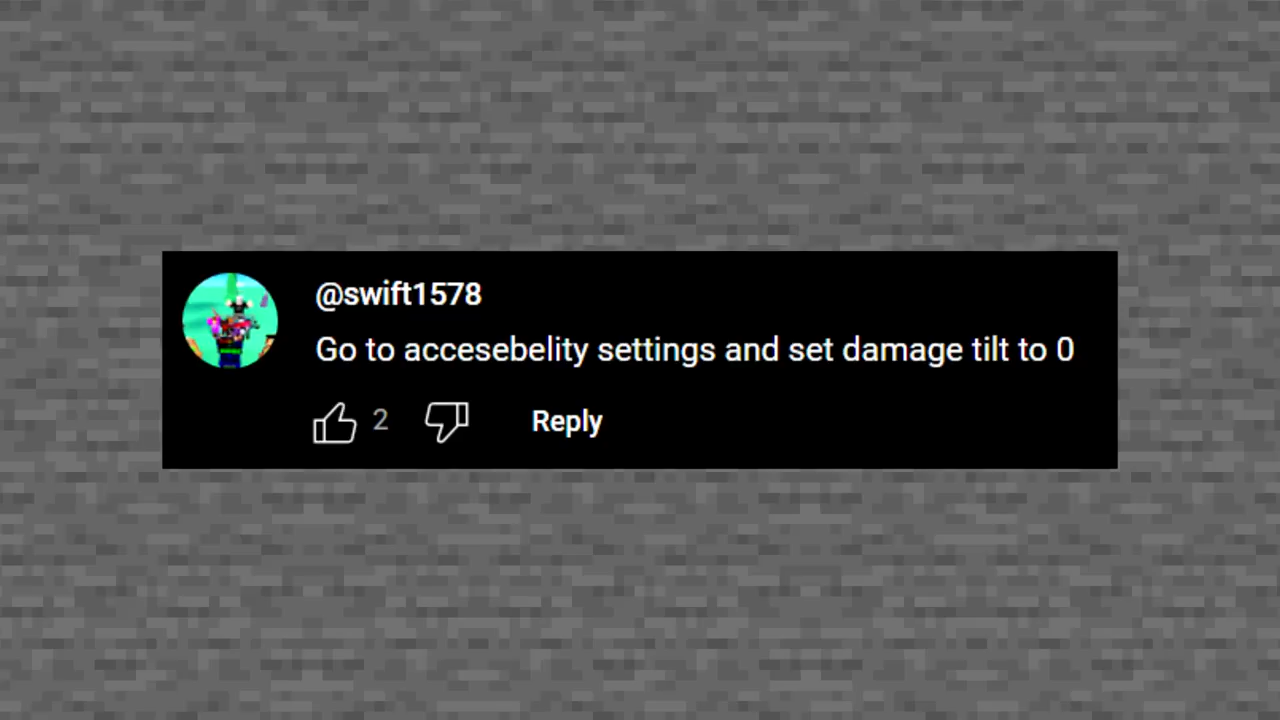 @swift1578
Go to accesebelity settings and set damage tilt to 0
2 Reply